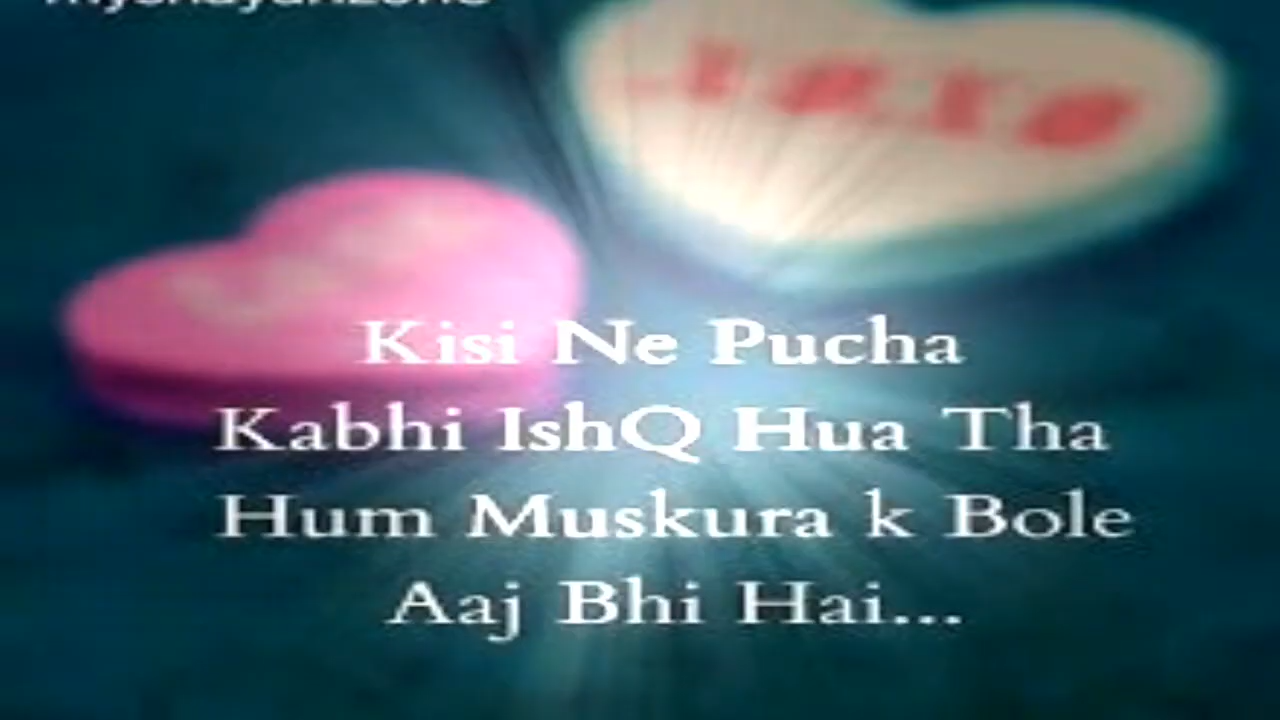 Kisi Ne Pucha
Kabhi IshQ Hua Tha
Hum Muskura k Bole
Aaj Bhi Hai...